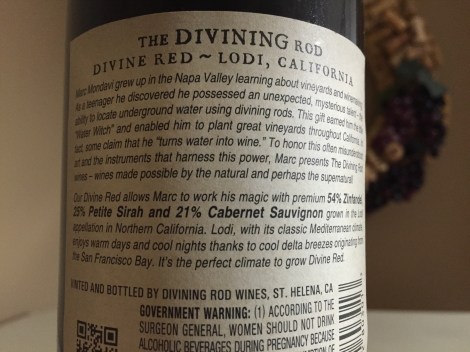 THE DIVINING ROD
DIVINE RED ~ LODI, CALIFORNIA
Marc Mondavi grew up in the Napa Valley learning about vineyards and winemaking.
As a teenager he discovered he possessed an unexpected, mysterious talent – the
ability to locate underground water using divining rods. This gift earned him the
"Water Witch" and enabled him to plant great vineyards throughout California. In
fact, some claim that he "turns water into wine." To honor this often misunderstood
art and the instruments that harness this power, Marc presents The Divining Rod
wines – wines made possible by the natural and perhaps the supernatural!
Our Divine Red allows Marc to work his magic with premium 54% Zinfandel,
25% Petite Sirah and 21% Cabernet Sauvignon grown in the Lodi
appellation in Northern California. Lodi, with its classic Mediterranean climate,
enjoys warm days and cool nights thanks to cool delta breezes originating from
the San Francisco Bay. It's the perfect climate to grow Divine Red.
VINTED AND BOTTLED BY DIVINING ROD WINES, ST. HELENA, CA
GOVERNMENT WARNING: (1) ACCORDING TO
SURGEON GENERAL, WOMEN SHOULD NOT DRINK
ALCOHOLIC BEVERAGES DURING PREGNANCY BECAUSE